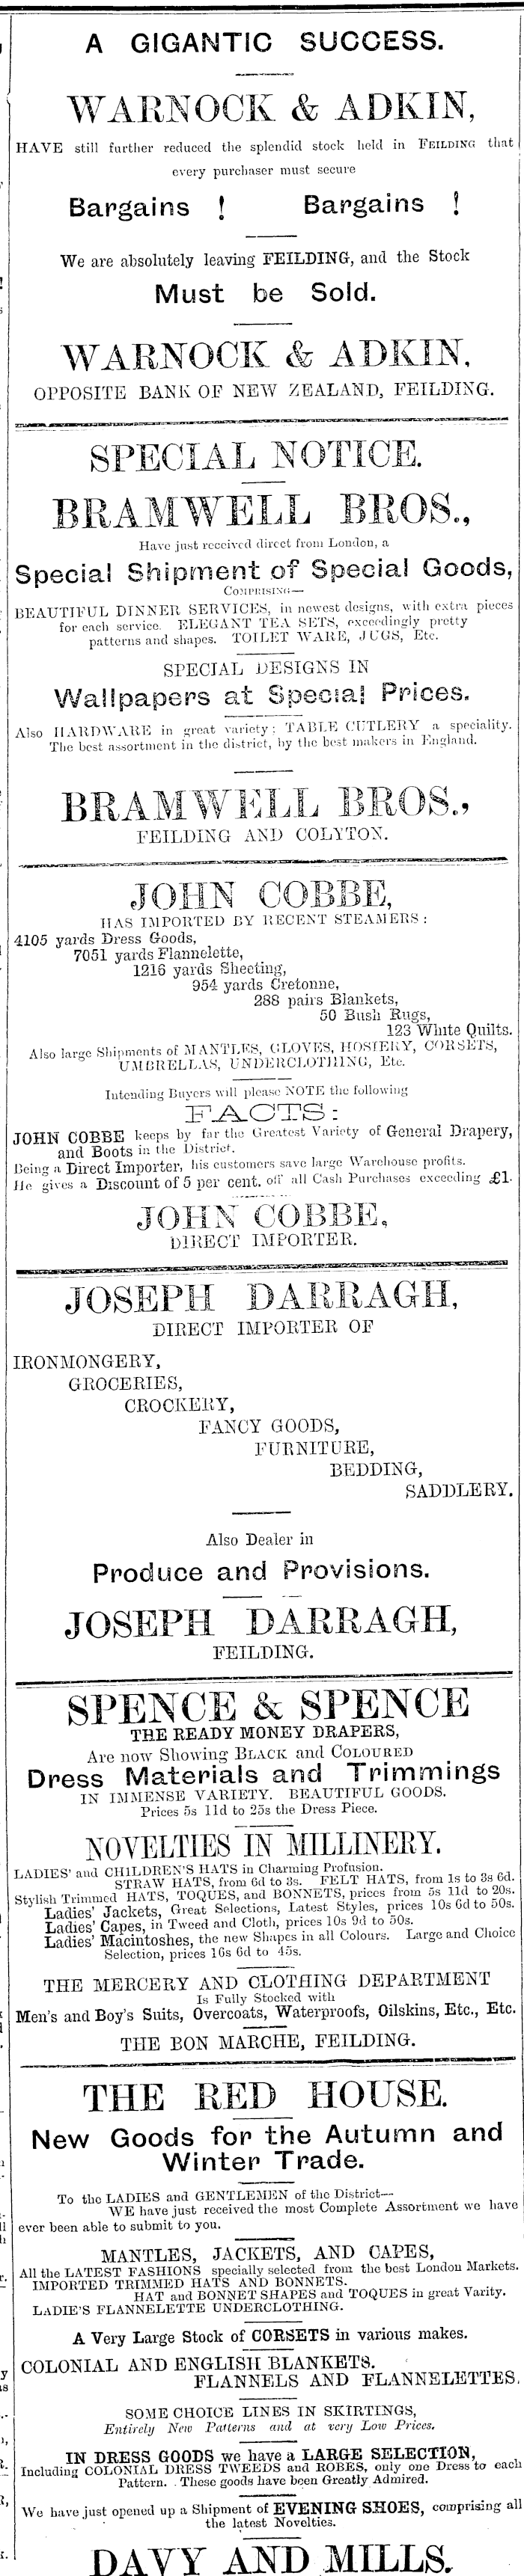 A GIGANTIC SUCCESS.
WARNOCK & ADKIN,
HAVE still further reduced the splendid stock held in FEILDING that
every purchaser must secure
Bargains ! Bargains !
We are absolutely leaving FEILDING, and the Stock
Must be Sold.
WARNOCK & ADKIN,
OPPOSITE BANK OF NEW ZEALAND, FEILDING.
SPECIAL NOTICE.
BRAMWELL BROS.,
Have just received direct from London, a
Special Shipment of Special Goods,
COMPRISING—
BEAUTIFUL DINNER SERVICES, in newest designs, with extra pieces
for each service. ELEGANT TEA SETS, exceedingly pretty
patterns and shapes. TOILET WARE, JUGS, Etc.
SPECIAL DESIGNS IN
Wallpapers at Special Prices.
Also HARDWARE in great variety; TABLE CUTLERY a speciality.
The best assortment in the district, by the best makers in England.
BRAMWELL BROS.,
FEILDING AND COLYTON.
JOHN COBBE,
HAS IMPORTED BY RECENT STEAMERS:
4105 yards Dress Goods,
7051 yards Flannelette,
1216 yards Sheeting,
954 yards Cretonne,
288 pairs Blankets,
50 Bush Rugs,
123 White Quilts.
Also large Shipments of MANTLES, GLOVES, HOSIERY, CORSETS,
UMBRELLAS, UNDERCLOTHING, Etc.
Intending Buyers will please NOTE the following
FACTS:
JOHN COBBE keeps by far the Greatest Variety of General Drapery,
and Boots in the District.
Being a Direct Importer, his customers save large Warehouse profits.
He gives a Discount of 5 per cent. off all Cash Purchases exceeding £1.
JOHN COBBE,
DIRECT IMPORTER.
JOSEPH DARRAGH,
DIRECT IMPORTER OF
IRONMONGERY,
GROCERIES,
CROCKERY,
FANCY GOODS,
FURNITURE,
BEDDING,
SADDLERY.
Also Dealer in
Produce and Provisions.
JOSEPH DARRAGH,
FEILDING.
SPENCE & SPENCE
THE READY MONEY DRAPERS,
Are now Showing BLACK and COLOURED
Dress Materials and Trimmings
IN IMMENSE VARIETY. BEAUTIFUL GOODS.
Prices 5s 11d to 25s the Dress Piece.
NOVELTIES IN MILLINERY.
LADIES' and CHILDREN'S HATS in Charming Profusion.
STRAW HATS, from 6d to 3s. FELT HATS, from 1s to 3s 6d.
Stylish Trimmed HATS, TOQUES, and BONNETS, prices from 5s 11d to 20s.
Ladies' Jackets, Great Selections, Latest Styles, prices 10s 6d to 50s.
Ladies' Capes, in Tweed and Cloth, prices 10s 9d to 50s.
Ladies' Macintoshes, the new Shapes in all Colours. Large and Choice
Selection, prices 16s 6d to 45s.
THE MERCERY AND CLOTHING DEPARTMENT
Is Fully Stocked with
Men's and Boy's Suits, Overcoats, Waterproofs, Oilskins, Etc., Etc.
THE BON MARCHE, FEILDING.
THE RED HOUSE.
New Goods for the Autumn and
Winter Trade.
To the LADIES and GENTLEMEN of the District—
WE have just received the most Complete Assortment we have
ever been able to submit to you.
MANTLES, JACKETS, AND CAPES,
All the LATEST FASHIONS specially selected from the best London Markets.
IMPORTED TRIMMED HATS AND BONNETS.
HAT and BONNET SHAPES and TOQUES in great Varity.
LADIE'S FLANNELETTE UNDERCLOTHING.
A Very Large Stock of CORSETS in various makes.
COLONIAL AND ENGLISH BLANKETS.
FLANNELS AND FLANNELETTES.
SOME CHOICE LINES IN SKIRTINGS,
Entirely New Patterns and at very Low Prices.
IN DRESS GOODS we have a LARGE SELECTION,
Including COLONIAL DRESS TWEEDS and ROBES, only one Dress to each
Pattern. These goods have been Greatly Admired.
We have just opened up a Shipment of EVENING SHOES, comprising all
the latest Novelties.
DAVY AND MILLS.